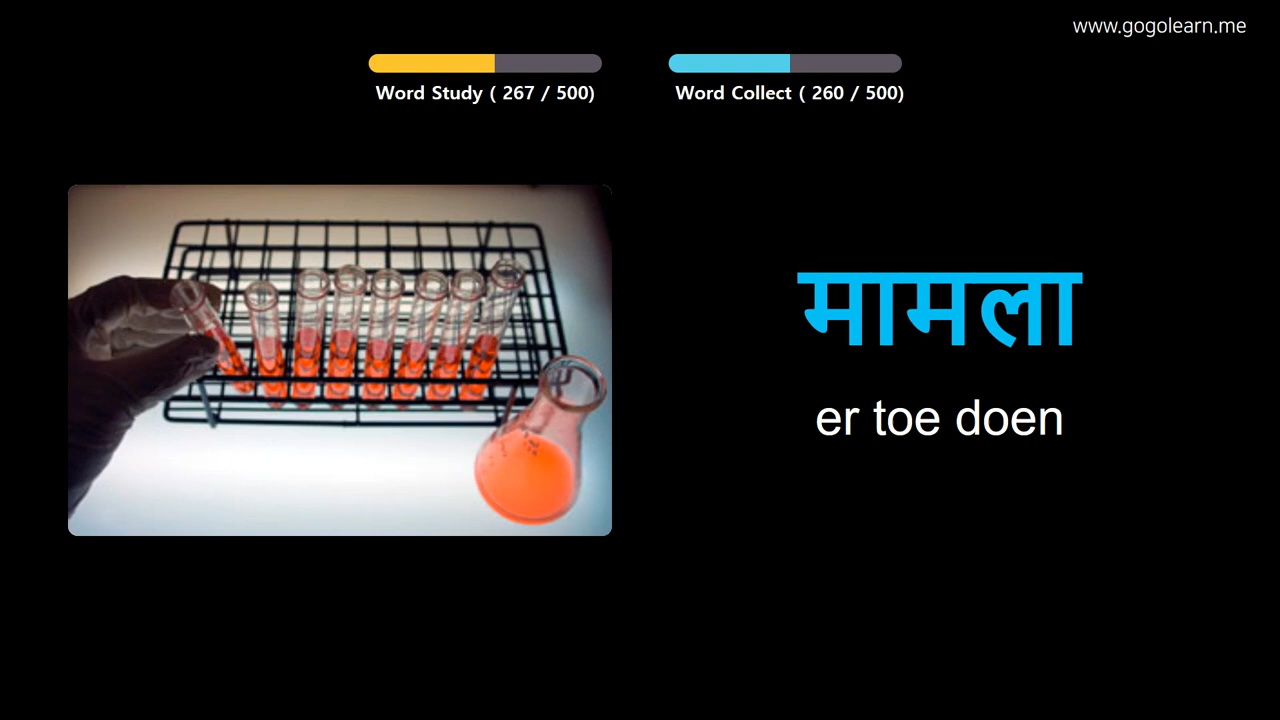 www.gogolearn.me
Word Study ( 267 / 500)
Word Collect ( 260 / 500)
मामला
er toe doen